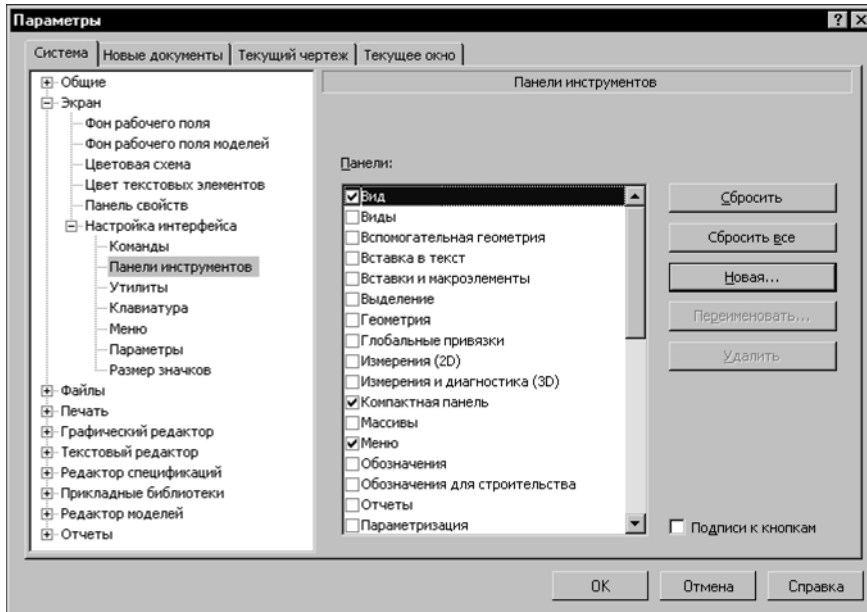 Параметры
Система
Новые документы
Текущий чертеж
Текущее окно
Общие
Экран
Фон рабочего поля
Фон рабочего поля моделей
Цветовая схема
Цвет текстовых элементов
Панель свойств
Настройка интерфейса
Команды
Панели инструментов
Утилиты
Клавиатура
Меню
Параметры
Размер значков
Файлы
Печать
Графический редактор
Текстовый редактор
Редактор спецификаций
Прикладные библиотеки
Редактор моделей
Отчеты
Панели инструментов
Панели:
Вид
Виды
Вспомогательная геометрия
Вставка в текст
Вставки и макроэлементы
Выделение
Геометрия
Глобальные привязки
Измерения (2D)
Измерения и диагностика (3D)
Компактная панель
Массивы
Меню
Обозначения
Обозначения для строительства
Отчеты
Параметризация
Сбросить
Сбросить все
Новая...
Переименовать...
Удалить
Подписи к кнопкам
OK
Отмена
Справка